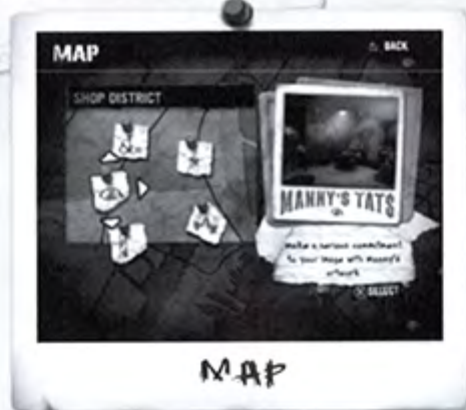 MAP
BACK
SHOP DISTRICT
MANNY'S TATS
Make a serious commitment
to your image with Manny's
artwork
SELECT
MAP